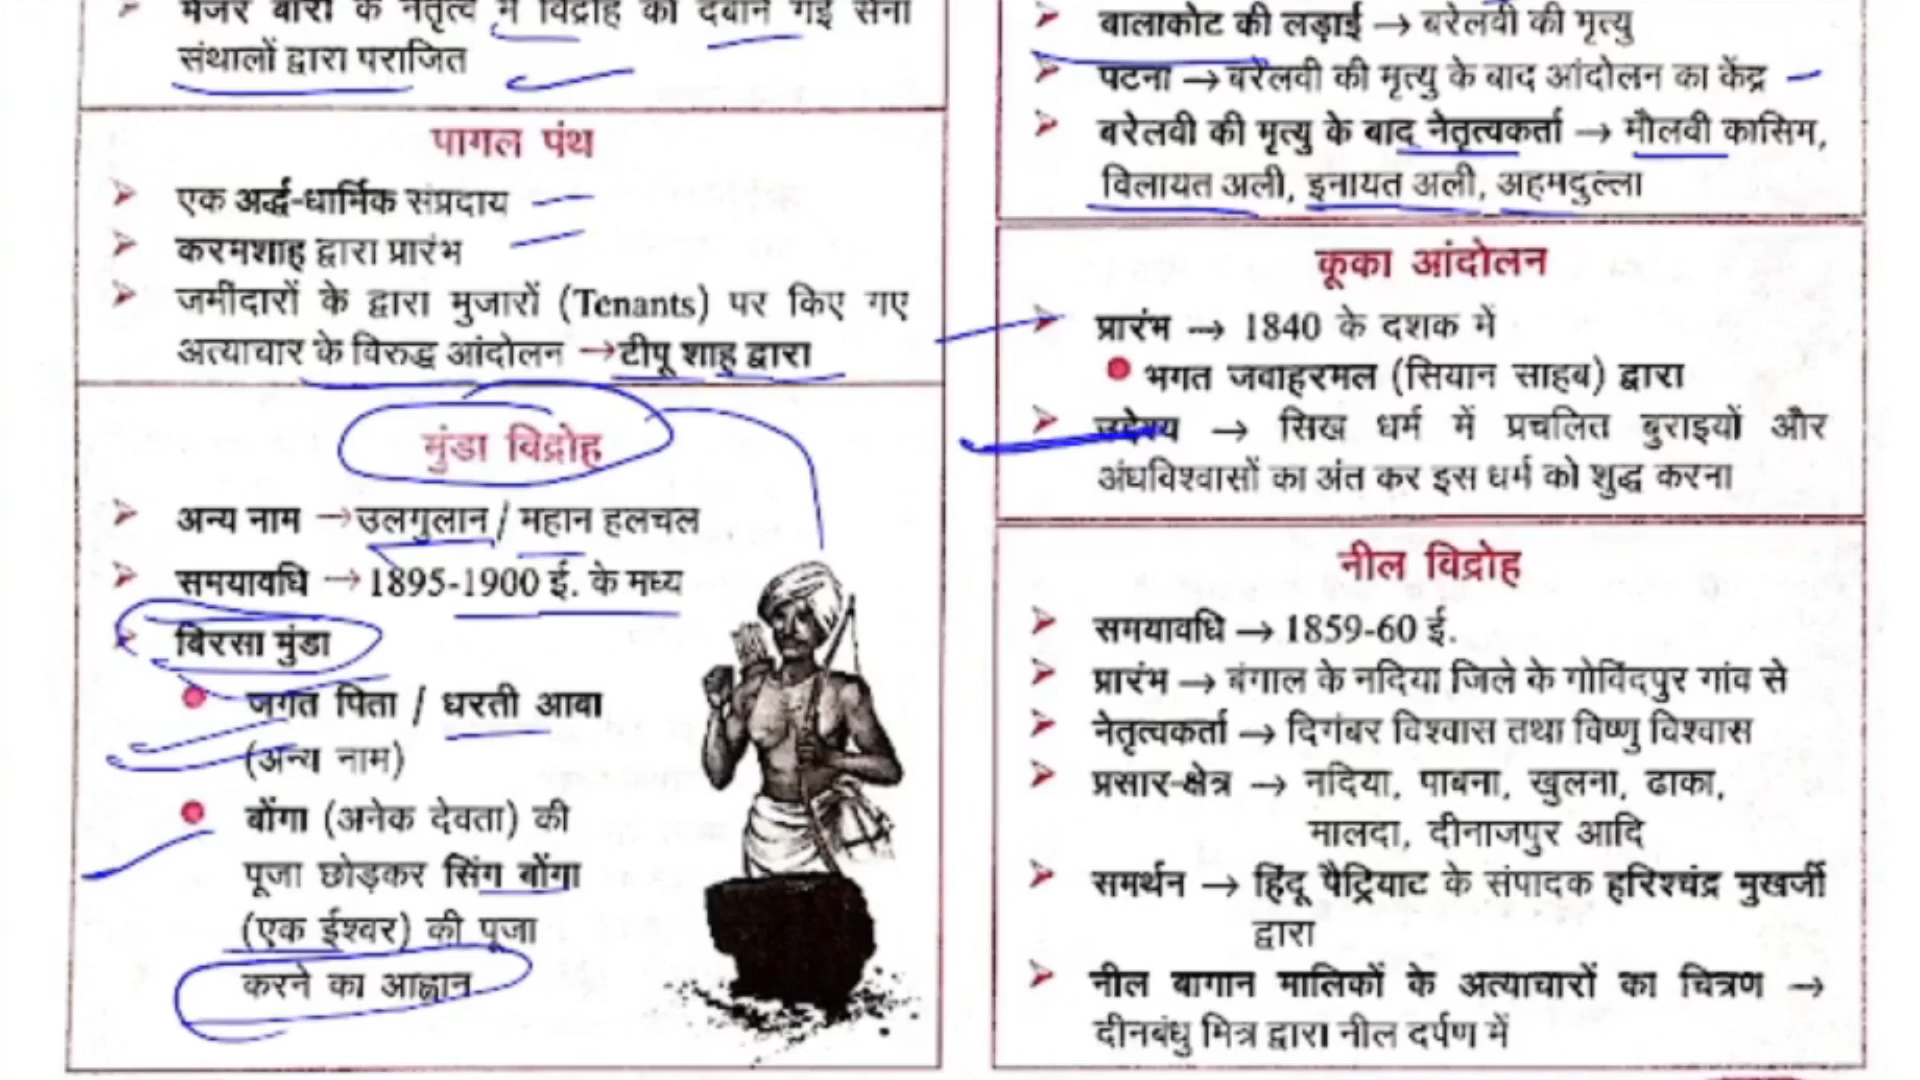 मेजर बारो के नेतृत्व में विद्रोह को दबाने गई सेना
संथालों द्वारा पराजित
पागल पंथ
एक अर्द्ध-धार्मिक संप्रदाय
करमशाह द्वारा प्रारंभ
जमींदारों के द्वारा मुजारों (Tenants) पर किए गए
अत्याचार के विरुद्ध आंदोलन →टीपू शाह द्वारा
मुंडा विद्रोह
अन्य नाम →उलगुलान / महान हलचल
समयावधि →1895-1900 ई. के मध्य
बिरसा मुंडा
जगत पिता / धरती आबा
(अन्य नाम)
बोंगा (अनेक देवता) की
पूजा छोड़कर सिंग बोंगा
(एक ईश्वर) की पूजा
करने का आह्वान
बालाकोट की लड़ाई → बरेलवी की मृत्यु
पटना → बरेलवी की मृत्यु के बाद आंदोलन का केंद्र
बरेलवी की मृत्यु के बाद नेतृत्वकर्ता → मौलवी कासिम,
विलायत अली, इनायत अली, अहमदुल्ला
कूका आंदोलन
प्रारंभ → 1840 के दशक में
भगत जवाहरमल (सियान साहब) द्वारा
उद्देश्य → सिख धर्म में प्रचलित बुराइयों और
अंधविश्वासों का अंत कर इस धर्म को शुद्ध करना
नील विद्रोह
समयावधि → 1859-60 ई.
प्रारंभ → बंगाल के नदिया जिले के गोविंदपुर गांव से
नेतृत्वकर्ता → दिगंबर विश्वास तथा विष्णु विश्वास
प्रसार-क्षेत्र → नदिया, पाबना, खुलना, ढाका,
मालदा, दीनाजपुर आदि
समर्थन → हिंदू पैट्रियाट के संपादक हरिश्चंद्र मुखर्जी
द्वारा
नील बागान मालिकों के अत्याचारों का चित्रण →
दीनबंधु मित्र द्वारा नील दर्पण में